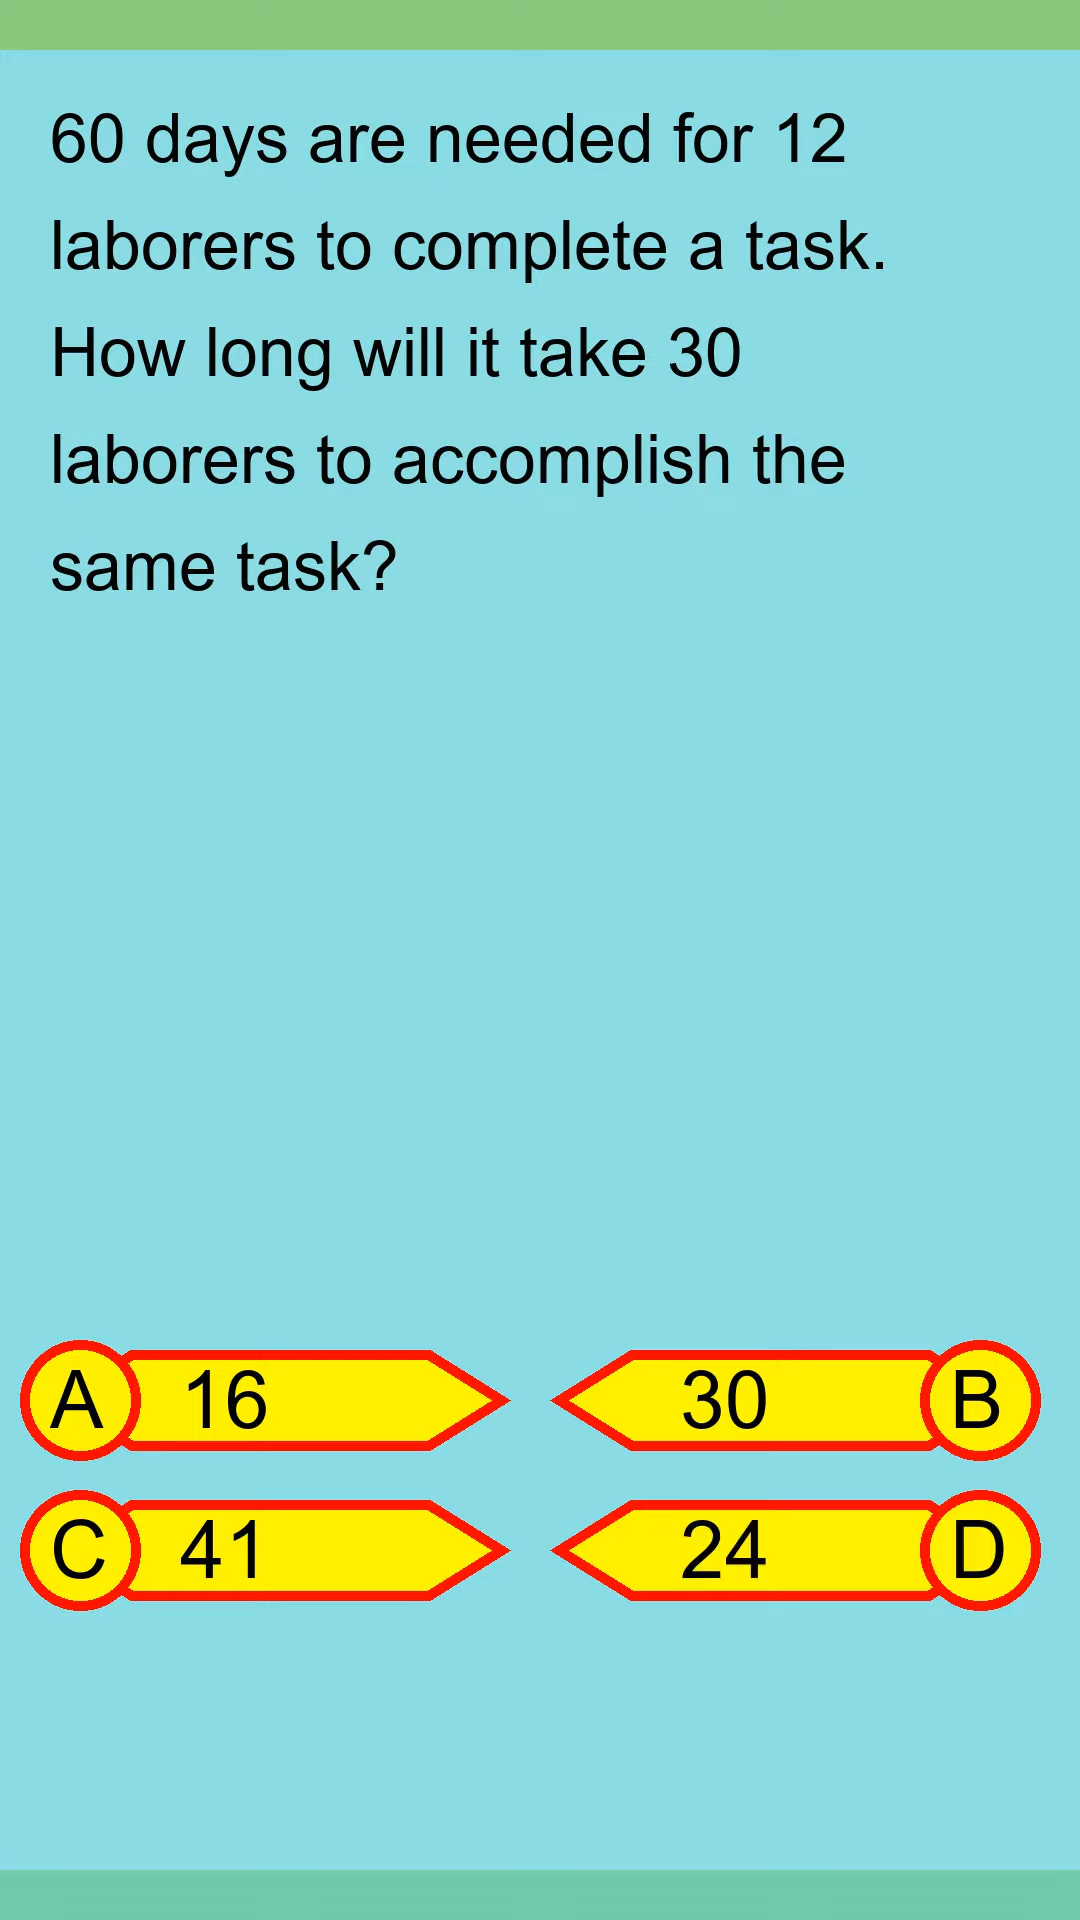 60 days are needed for 12
laborers to complete a task.
How long will it take 30
laborers to accomplish the
same task?
A 16
30 B
C 41
24 D